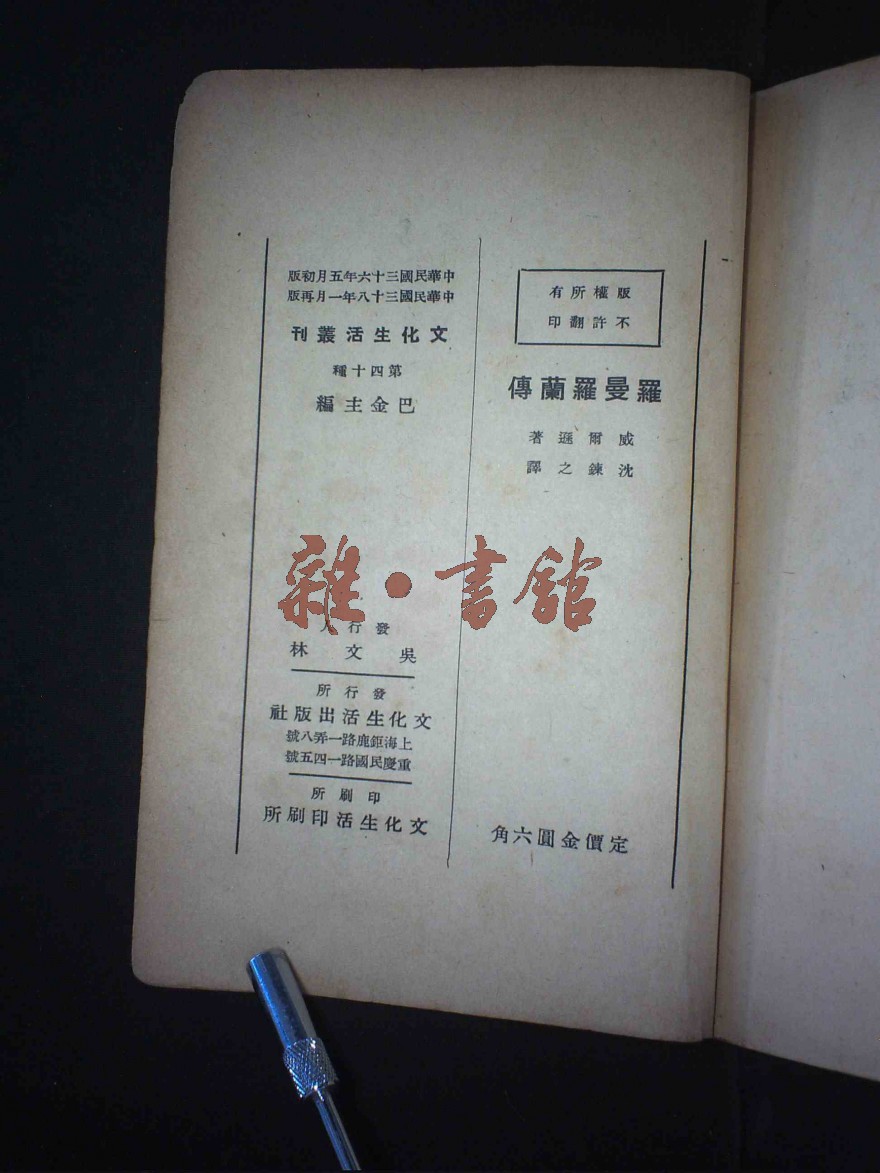 版權所有
不許翻印
羅曼羅蘭傳
威爾遜著
沈鍊之譯
定價金圓六角
中華民國三十六年五月初版
中華民國三十八年一月再版
文化生活叢刊
第四十種
巴金主編
發行人
吳文林
發行所
文化生活出版社
上海鉅鹿路一弄八號
重慶民國路一四五號
印刷所
文化生活印刷所
雜·書館